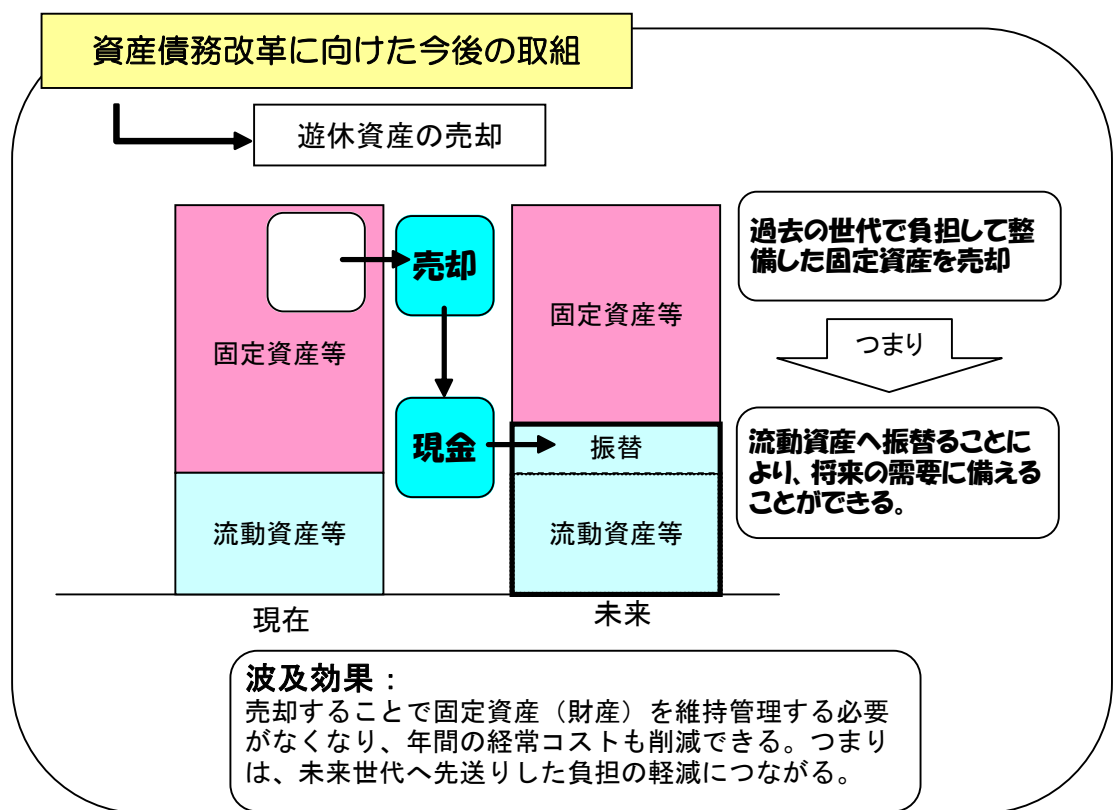 資産債務改革に向けた今後の取組
遊休資産の売却
固定資産等
流動資産等
現在
売却
現金
固定資産等
振替
流動資産等
未来
過去の世代で負担して整
備した固定資産を売却
つまり
流動資産へ振替ることに
より、将来の需要に備える
ことができる。
波及効果：
売却することで固定資産（財産）を維持管理する必要
がなくなり、年間の経常コストも削減できる。つまり
は、未来世代へ先送りした負担の軽減につながる。